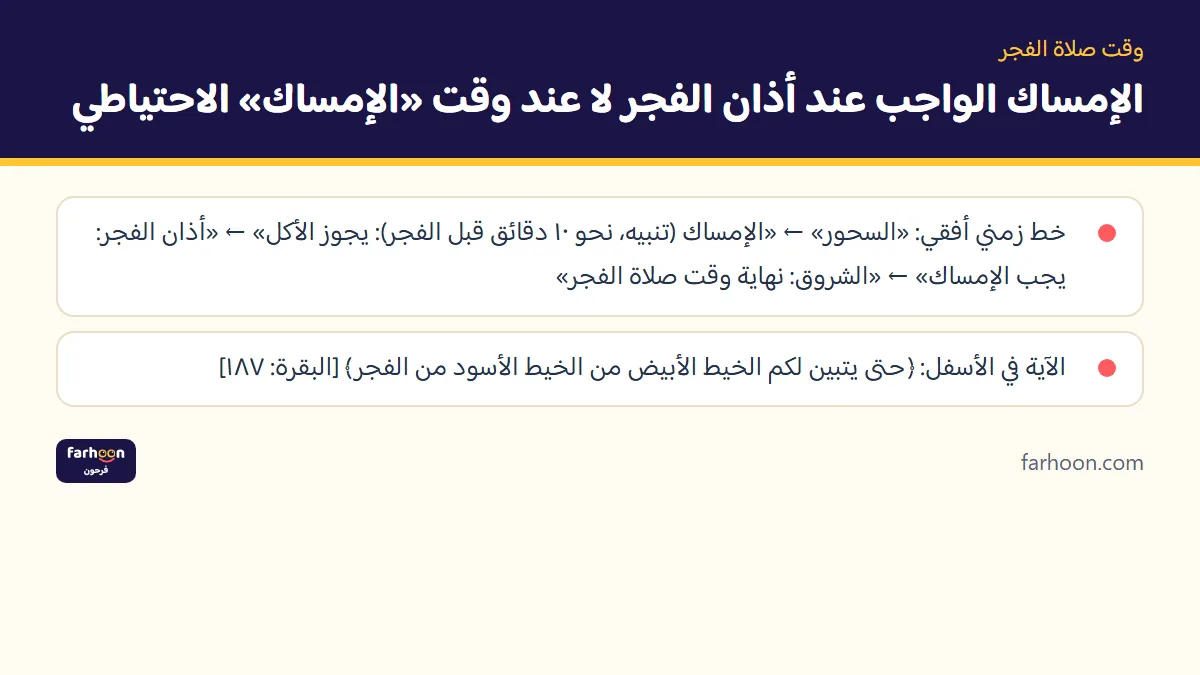 وقت صلاة الفجر
الإمساك الواجب عند أذان الفجر لا عند وقت «الإمساك» الاحتياطي
خط زمني أفقي: «السحور» ← «الإمساك (تنبيه، نحو ١٠ دقائق قبل الفجر): يجوز الأكل» ← «أذان الفجر:
يجب الإمساك» ← «الشروق: نهاية وقت صلاة الفجر»
الآية في الأسفل: ﴿حتى يتبين لكم الخيط الأبيض من الخيط الأسود من الفجر﴾ [البقرة: ١٨٧]
farhoon.com
farhoon
فرحون